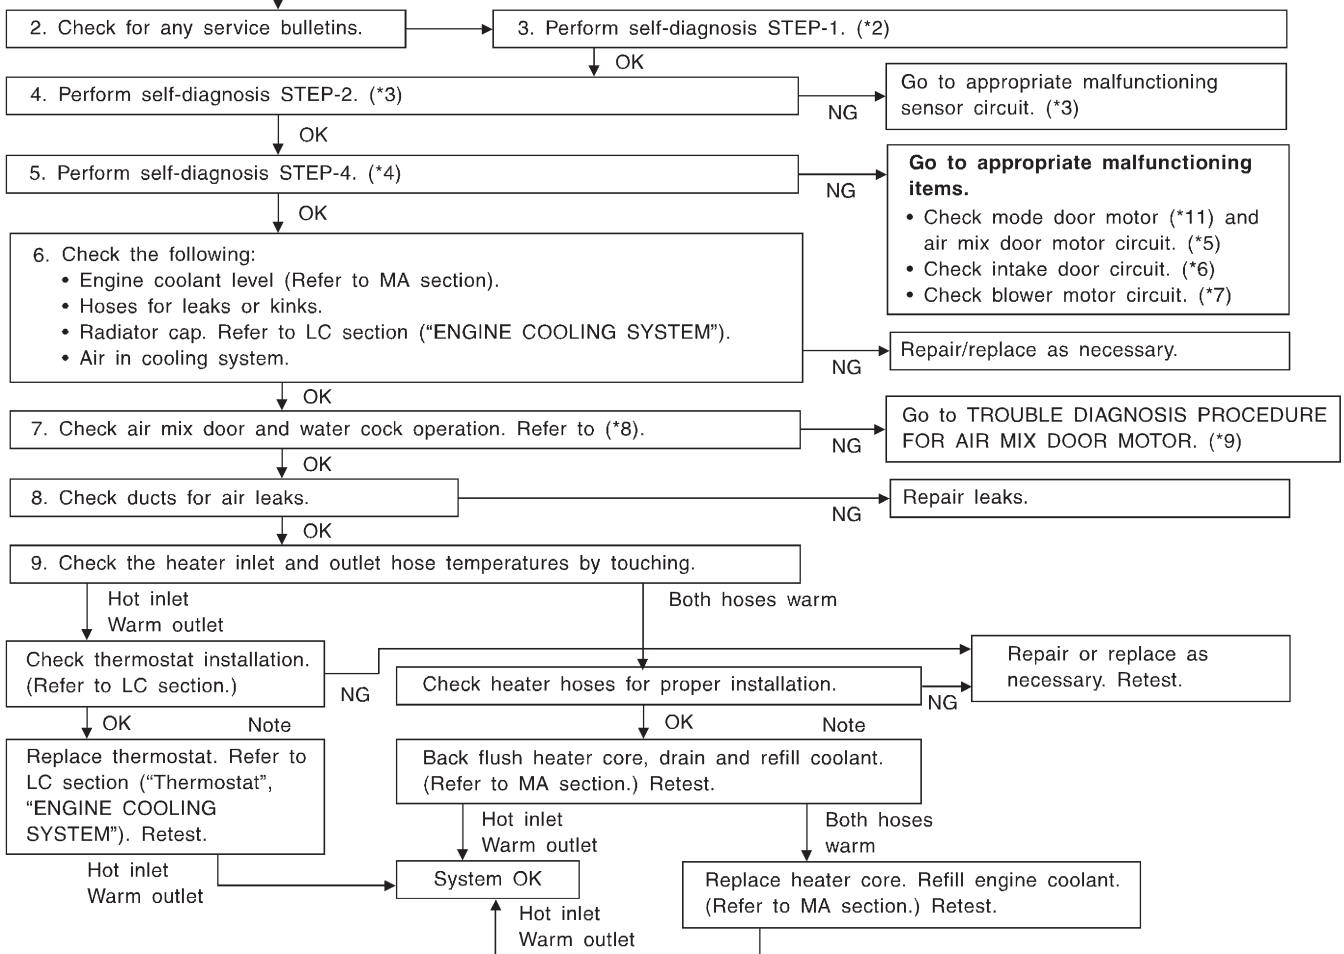 2. Check for any service bulletins.
3. Perform self-diagnosis STEP-1. (*2)
OK
4. Perform self-diagnosis STEP-2. (*3)
NG
Go to appropriate malfunctioning
sensor circuit. (*3)
OK
5. Perform self-diagnosis STEP-4. (*4)
NG
Go to appropriate malfunctioning
items.
• Check mode door motor (*11) and
air mix door motor circuit. (*5)
• Check intake door circuit. (*6)
• Check blower motor circuit. (*7)
OK
6. Check the following:
• Engine coolant level (Refer to MA section).
• Hoses for leaks or kinks.
• Radiator cap. Refer to LC section (“ENGINE COOLING SYSTEM”).
• Air in cooling system.
NG
Repair/replace as necessary.
OK
7. Check air mix door and water cock operation. Refer to (*8).
NG
Go to TROUBLE DIAGNOSIS PROCEDURE
FOR AIR MIX DOOR MOTOR. (*9)
OK
8. Check ducts for air leaks.
NG
Repair leaks.
OK
9. Check the heater inlet and outlet hose temperatures by touching.
Hot inlet
Warm outlet
Both hoses warm
Check thermostat installation.
(Refer to LC section.)
NG
Check heater hoses for proper installation.
NG
Repair or replace as
necessary. Retest.
OK
Note
OK
Note
Replace thermostat. Refer to
LC section (“Thermostat”,
“ENGINE COOLING
SYSTEM”). Retest.
Back flush heater core, drain and refill coolant.
(Refer to MA section.) Retest.
Hot inlet
Warm outlet
Both hoses
warm
Hot inlet
Warm outlet
System OK
Replace heater core. Refill engine coolant.
(Refer to MA section.) Retest.
Hot inlet
Warm outlet